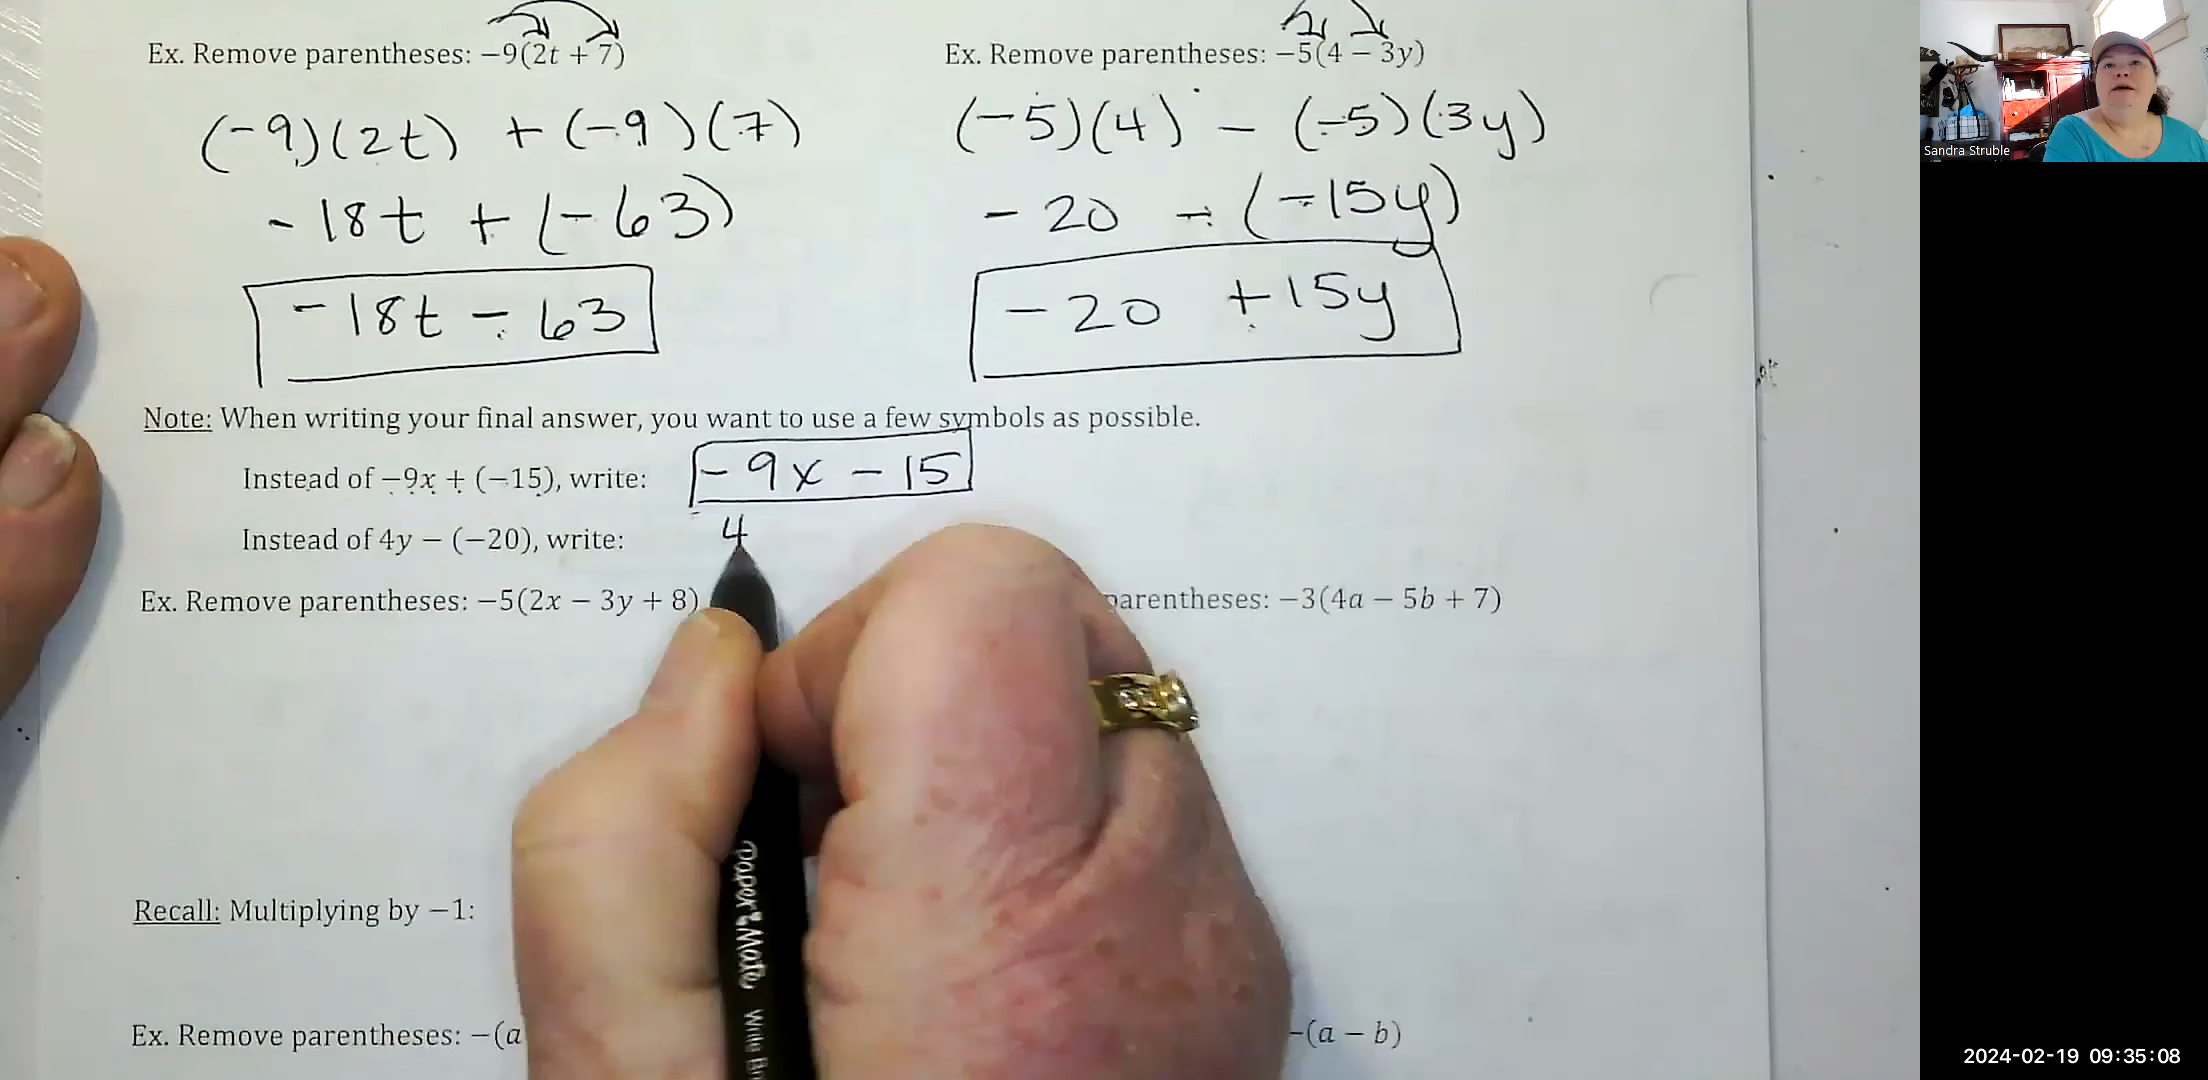 Ex. Remove parentheses: −9(2t + 7)
Ex. Remove parentheses: −5(4 − 3y)
(−9)(2t) + (−9)(7)
(−5)(4) − (−5)(3y)
−18t + (−63)
−20 − (−15y)
−18t − 63
−20 +15y
Note: When writing your final answer, you want to use a few symbols as possible.
Instead of −9x + (−15), write: −9x − 15
Instead of 4y − (−20), write: 4
Ex. Remove parentheses: −5(2x − 3y + 8)
parentheses: −3(4a − 5b + 7)
Recall: Multiplying by −1:
Ex. Remove parentheses: −(a
−(a − b)
Paper Mate Write Br
Sandra Struble
2024-02-19 09:35:08